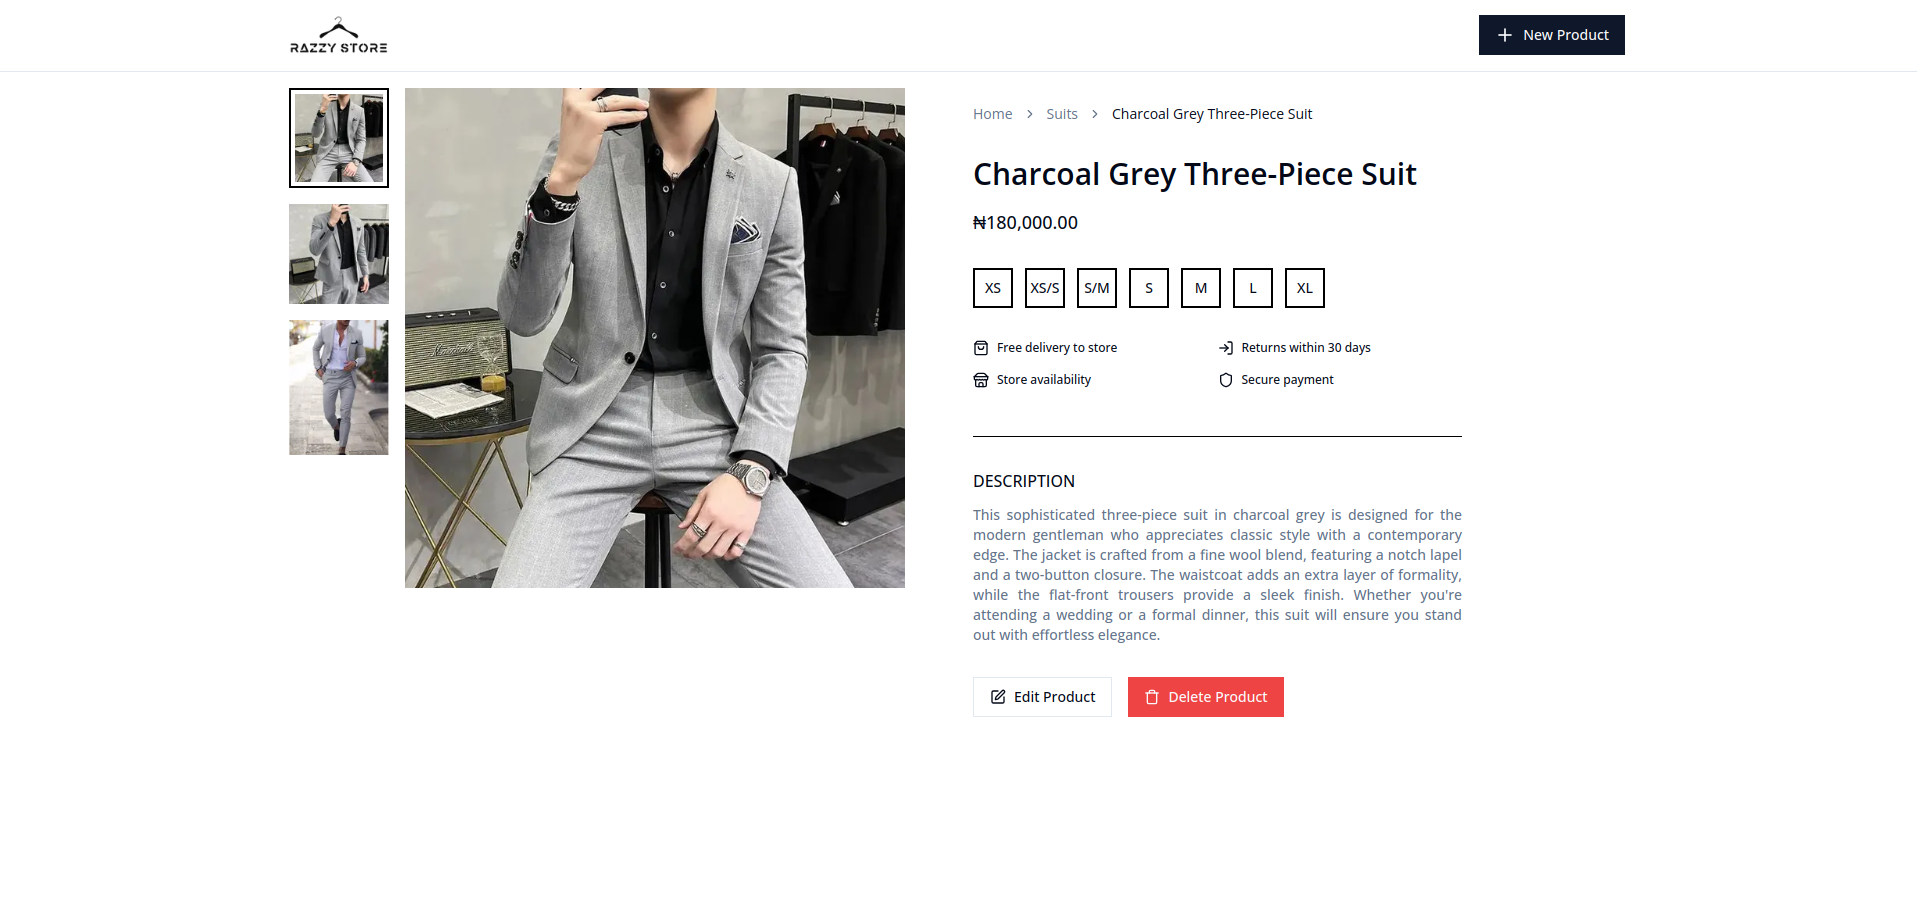 RAZZY STORE
New Product
Home > Suits > Charcoal Grey Three-Piece Suit
Charcoal Grey Three-Piece Suit
₦180,000.00
XS XS/S S/M S M L XL
Free delivery to store
Returns within 30 days
Store availability
Secure payment
DESCRIPTION
This sophisticated three-piece suit in charcoal grey is designed for the
modern gentleman who appreciates classic style with a contemporary
edge. The jacket is crafted from a fine wool blend, featuring a notch lapel
and a two-button closure. The waistcoat adds an extra layer of formality,
while the flat-front trousers provide a sleek finish. Whether you're
attending a wedding or a formal dinner, this suit will ensure you stand
out with effortless elegance.
Edit Product
Delete Product